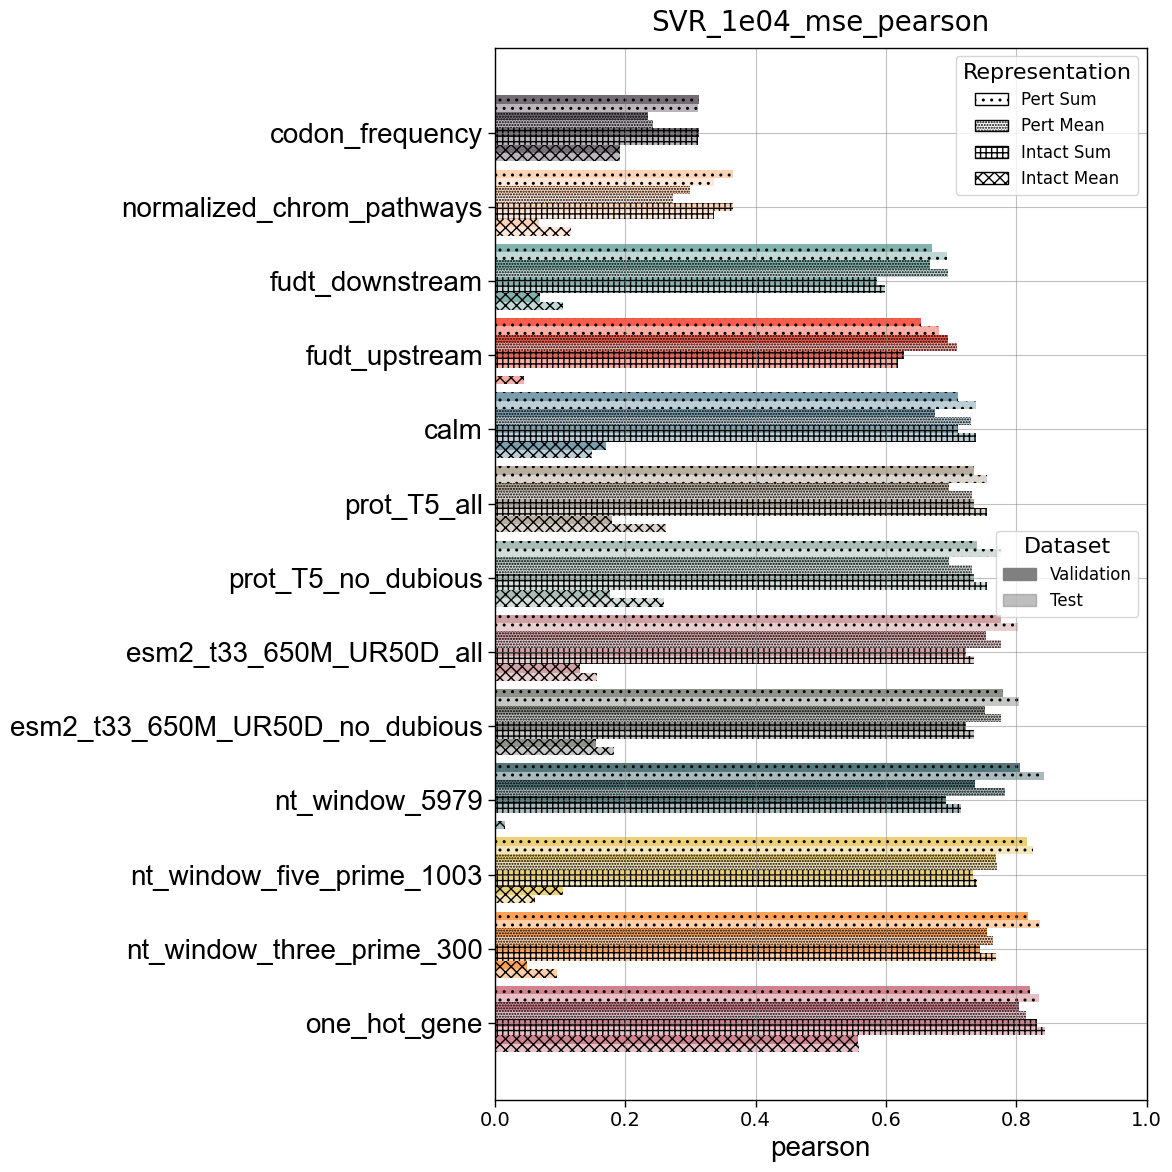 SVR_1e04_mse_pearson
Representation
Pert Sum
Pert Mean
Intact Sum
Intact Mean
codon_frequency
normalized_chrom_pathways
fudt_downstream
fudt_upstream
calm
prot_T5_all
prot_T5_no_dubious
Dataset
Validation
Test
esm2_t33_650M_UR50D_all
esm2_t33_650M_UR50D_no_dubious
nt_window_5979
nt_window_five_prime_1003
nt_window_three_prime_300
one_hot_gene
0.0 0.2 0.4 0.6 0.8 1.0
pearson